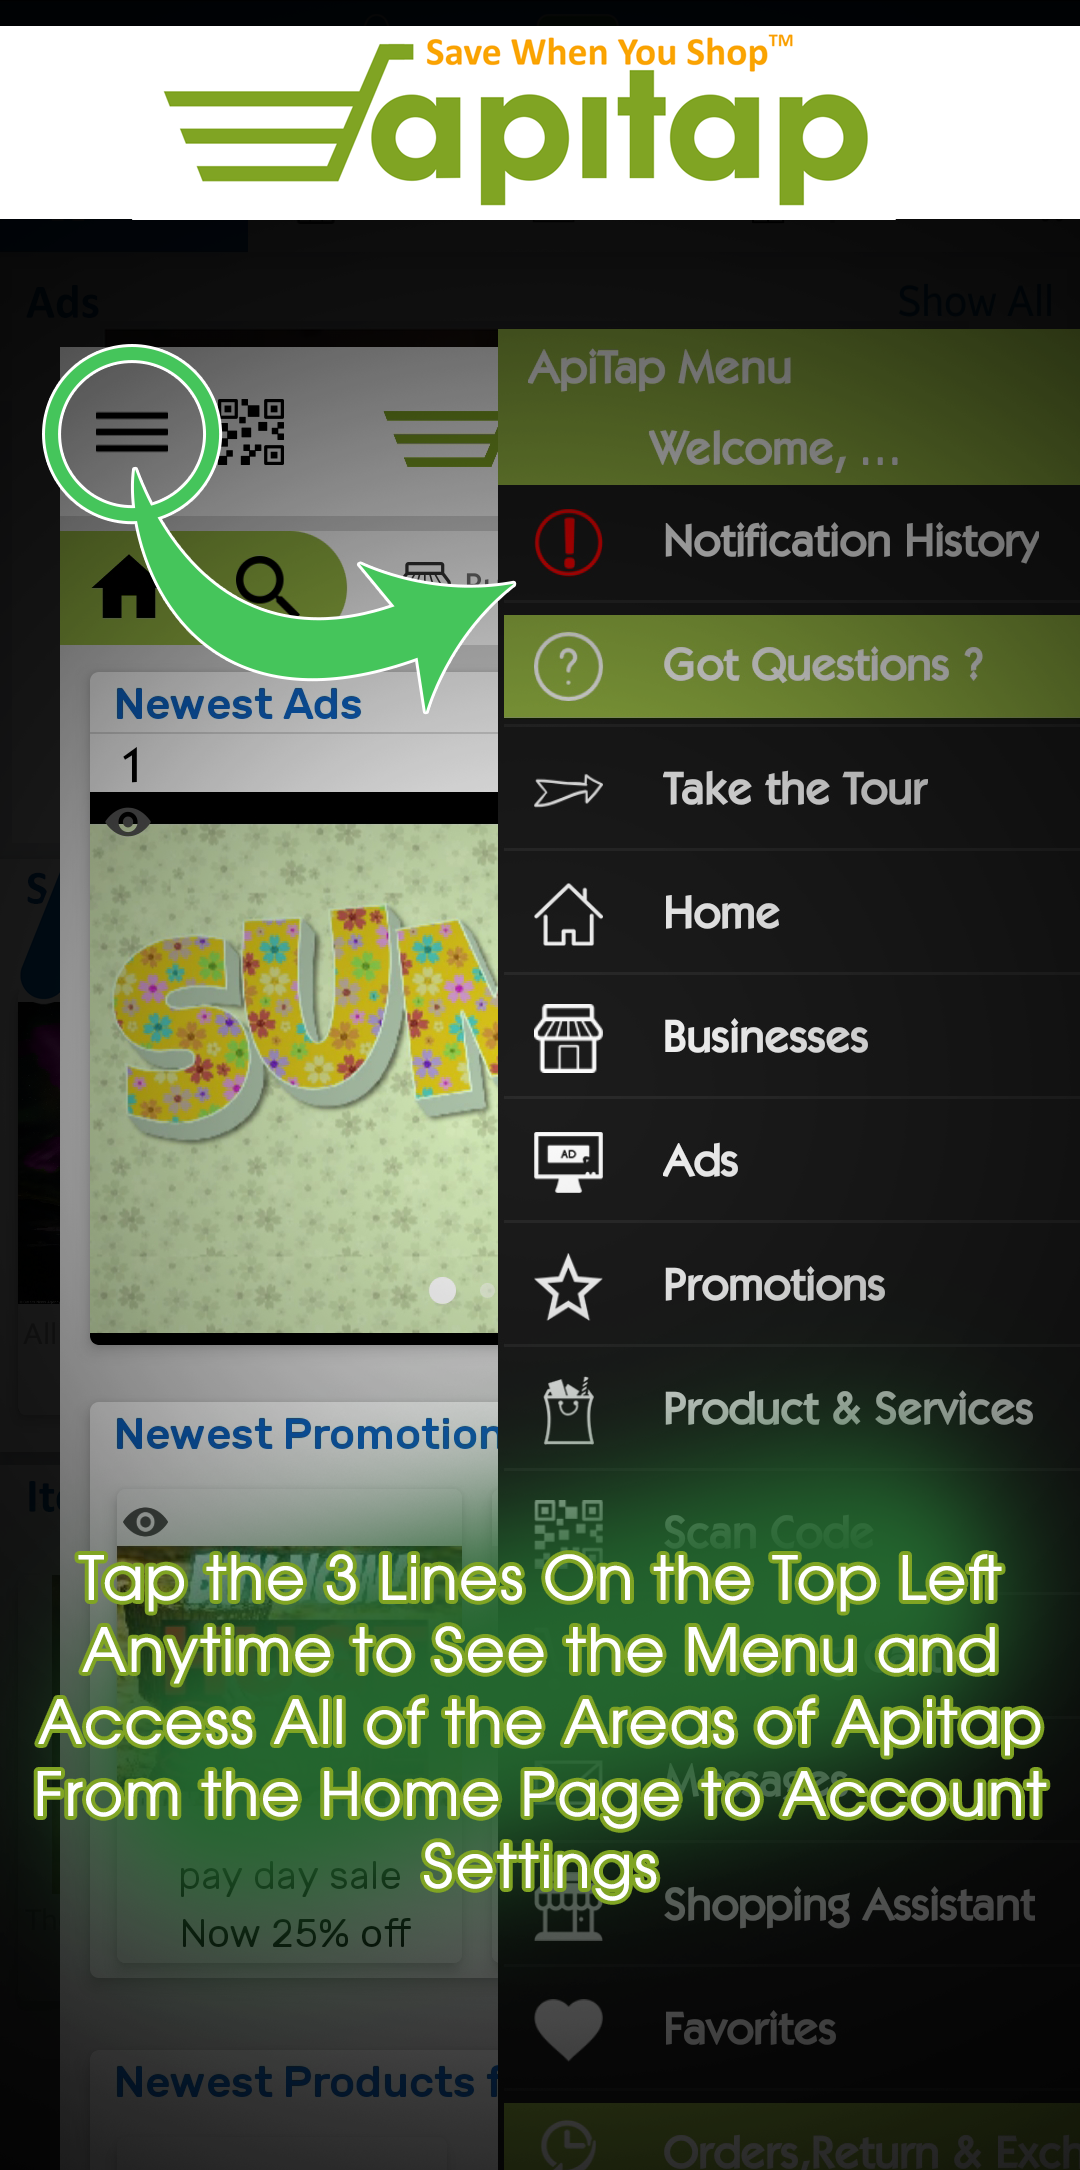 Save When You Shop™
apitap
Ads
Show All
ApiTap Menu
Welcome, ...
Notification History
Got Questions ?
Take the Tour
Newest Ads
1
Home
Businesses
AD
Ads
SUN
Promotions
Product & Services
All
Newest Promotion
Scan Code
Tap the 3 Lines On the Top Left
Anytime to See the Menu and
Access All of the Areas of Apitap
From the Home Page to Account
Settings
Messages
pay day sale
Now 25% off
Shopping Assistant
Favorites
Newest Products f
Orders,Return & Exch